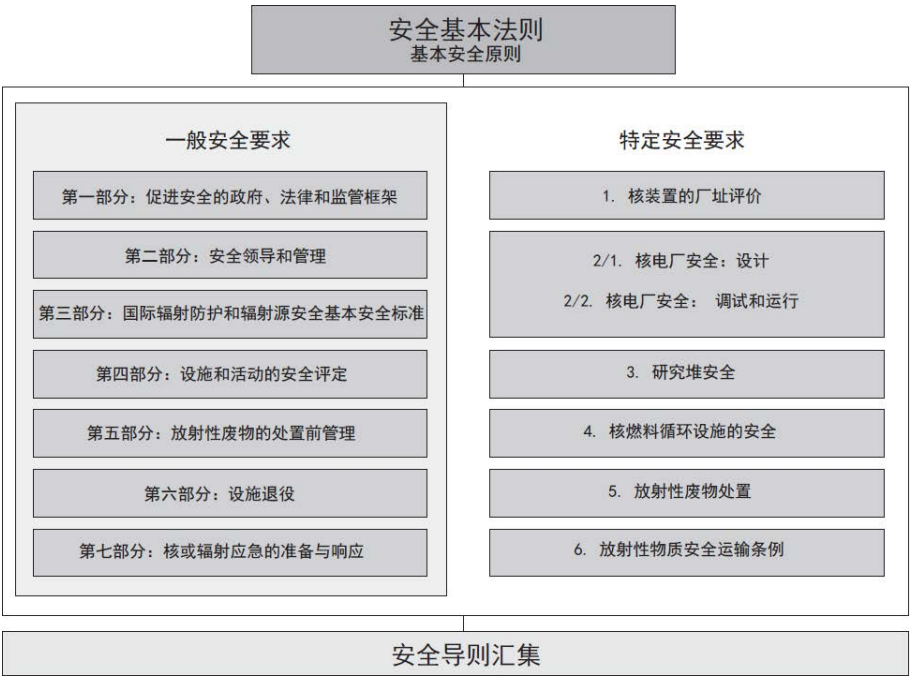 安全基本法则
基本安全原则
一般安全要求
第一部分：促进安全的政府、法律和监管框架
第二部分：安全领导和管理
第三部分：国际辐射防护和辐射源安全基本安全标准
第四部分：设施和活动的安全评定
第五部分：放射性废物的处置前管理
第六部分：设施退役
第七部分：核或辐射应急的准备与响应
特定安全要求
1. 核装置的厂址评价
2/1. 核电厂安全：设计
2/2. 核电厂安全： 调试和运行
3. 研究堆安全
4. 核燃料循环设施的安全
5. 放射性废物处置
6. 放射性物质安全运输条例
安全导则汇集